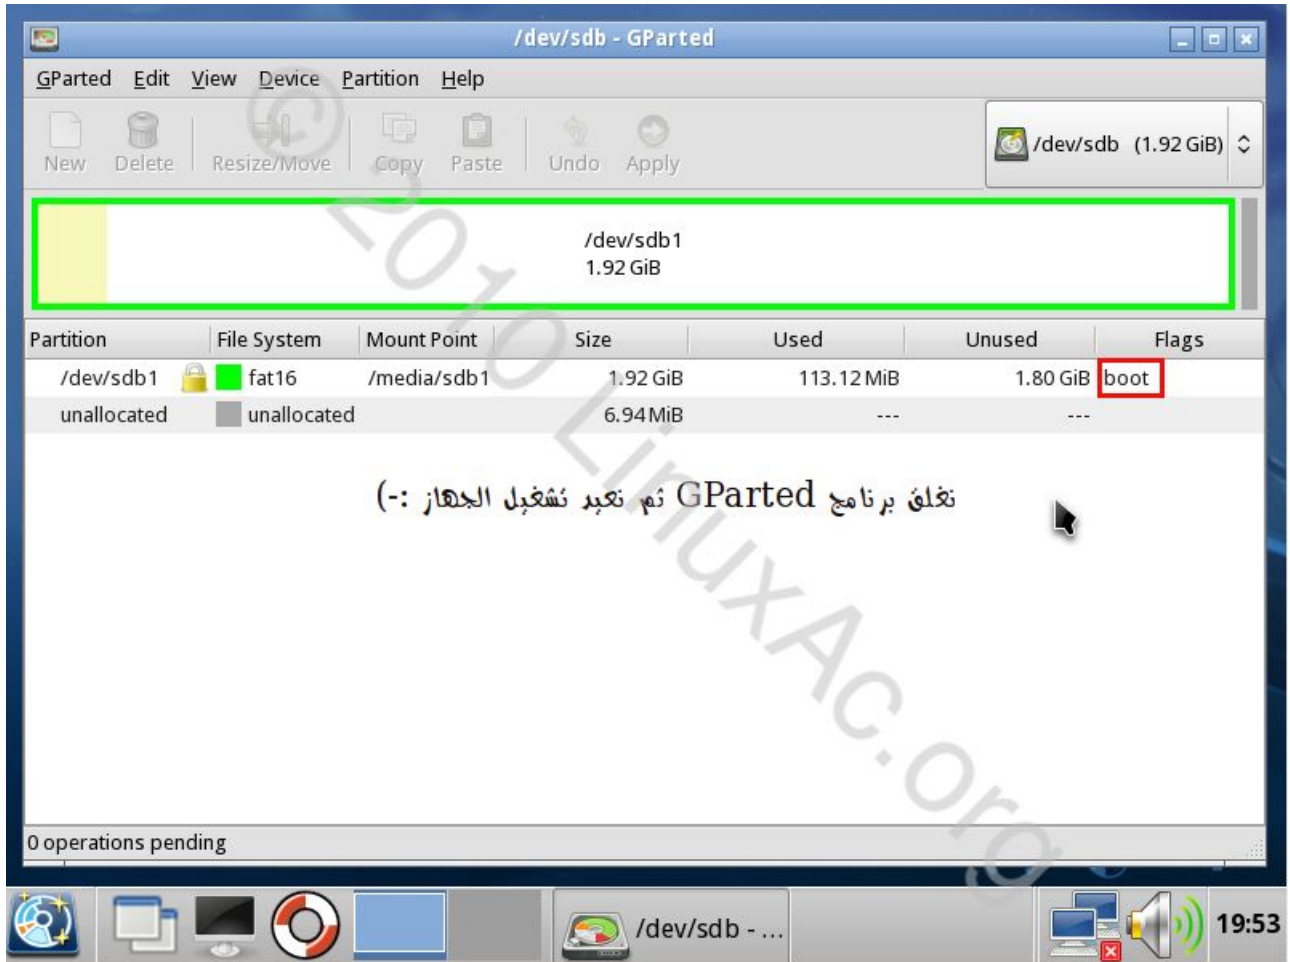 /dev/sdb - GParted
GParted Edit View Device Partition Help
New Delete Resize/Move Copy Paste Undo Apply
/dev/sdb (1.92 GiB)
/dev/sdb1
1.92 GiB
Partition File System Mount Point Size Used Unused Flags
/dev/sdb1 fat16 /media/sdb1 1.92 GiB 113.12 MiB 1.80 GiB boot
unallocated unallocated 6.94 MiB --- ---
نغلق برنامج GParted ثم نعيد تشغيل الجهاز :-)
© 2010 LinuxAc.org
0 operations pending
/dev/sdb - ...
19:53